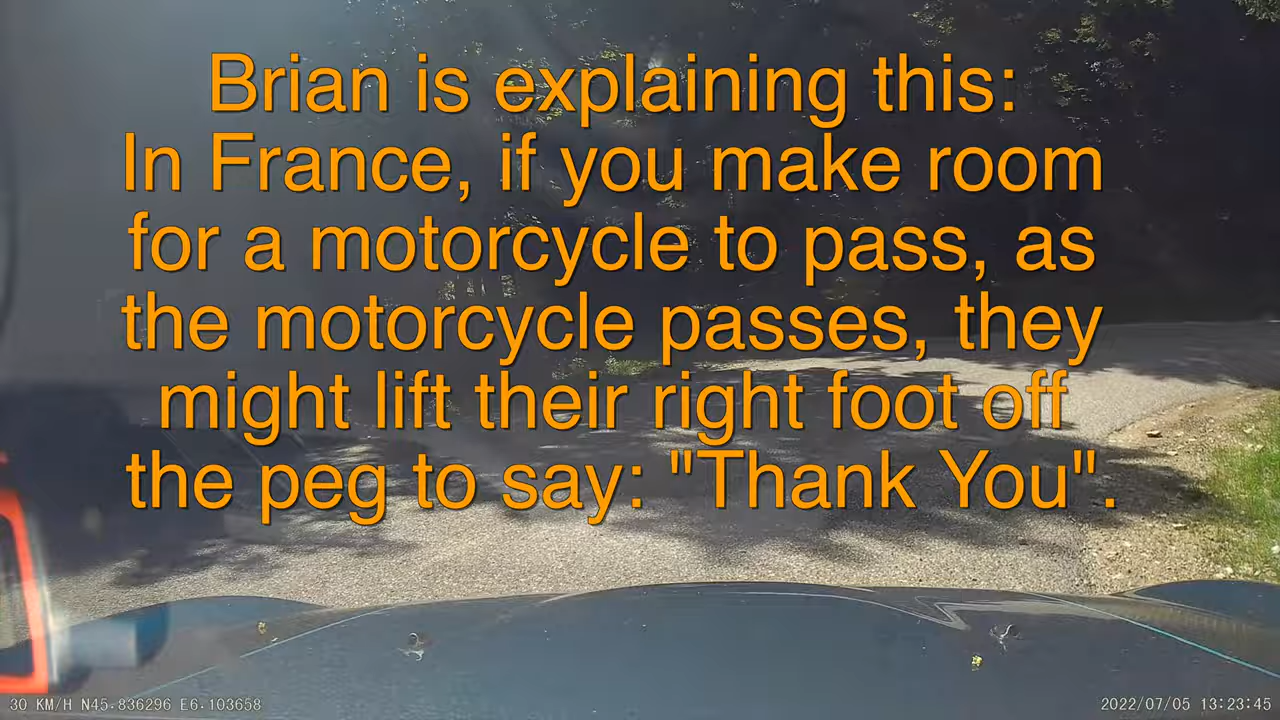 Brian is explaining this:
In France, if you make room
for a motorcycle to pass, as
the motorcycle passes, they
might lift their right foot off
the peg to say: "Thank You".
30 KM/H N45.836296 E6.103658
2022/07/05 13:23:45